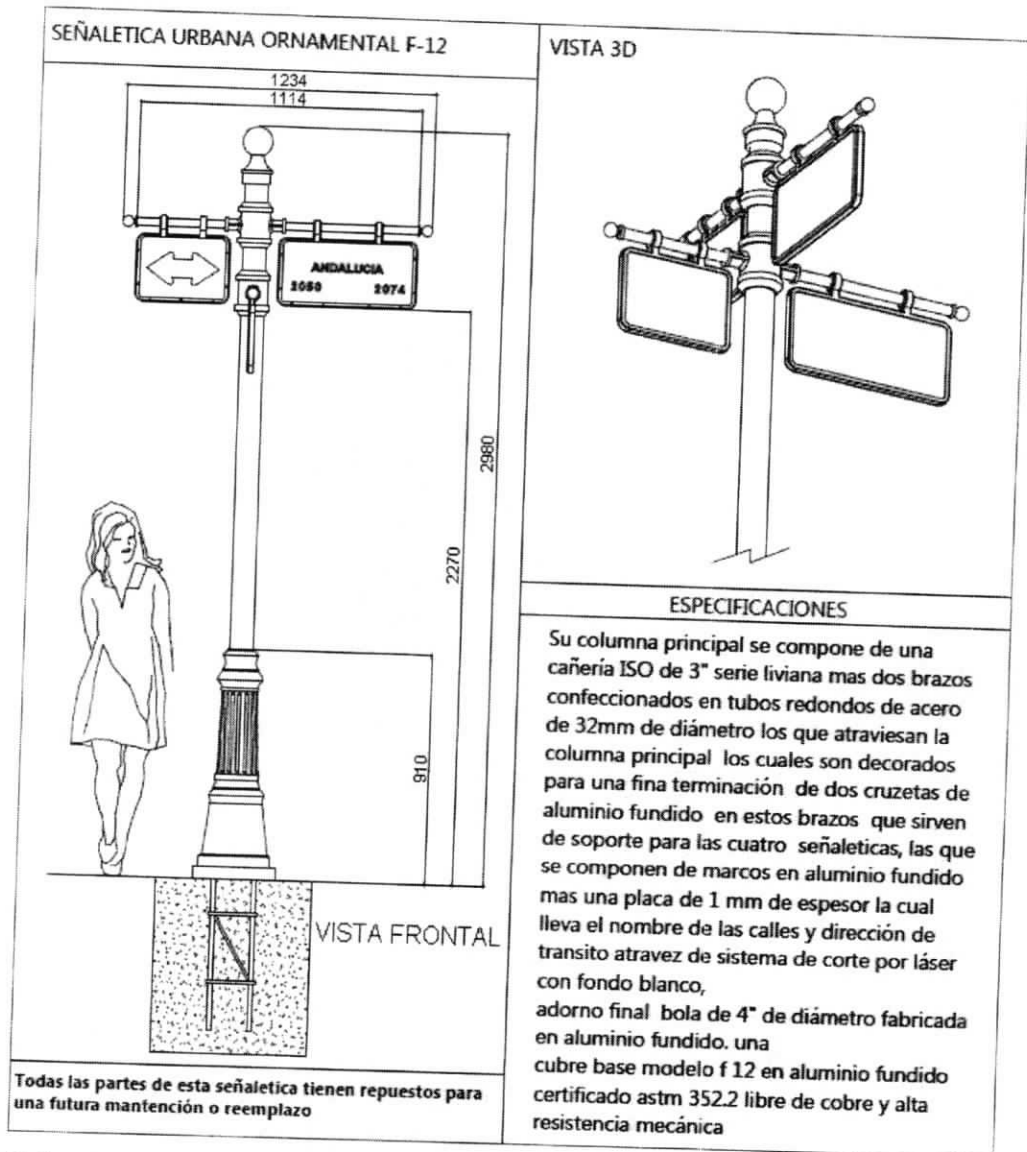 SEÑALETICA URBANA ORNAMENTAL F-12
1234
1114
ANDALUCIA
2050 2074
2980
2270
910
VISTA FRONTAL
Todas las partes de esta señaletica tienen repuestos para
una futura mantención o reemplazo
VISTA 3D
ESPECIFICACIONES
Su columna principal se compone de una
cañería ISO de 3" serie liviana mas dos brazos
confeccionados en tubos redondos de acero
de 32mm de diámetro los que atraviesan la
columna principal los cuales son decorados
para una fina terminación de dos cruzetas de
aluminio fundido en estos brazos que sirven
de soporte para las cuatro señaleticas, las que
se componen de marcos en aluminio fundido
mas una placa de 1 mm de espesor la cual
lleva el nombre de las calles y dirección de
transito atravez de sistema de corte por láser
con fondo blanco,
adorno final bola de 4" de diámetro fabricada
en aluminio fundido. una
cubre base modelo f 12 en aluminio fundido
certificado astm 352.2 libre de cobre y alta
resistencia mecánica